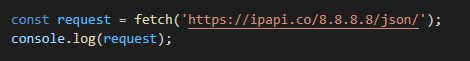 const request = fetch('https://ipapi.co/8.8.8.8/json/');
console.log(request);